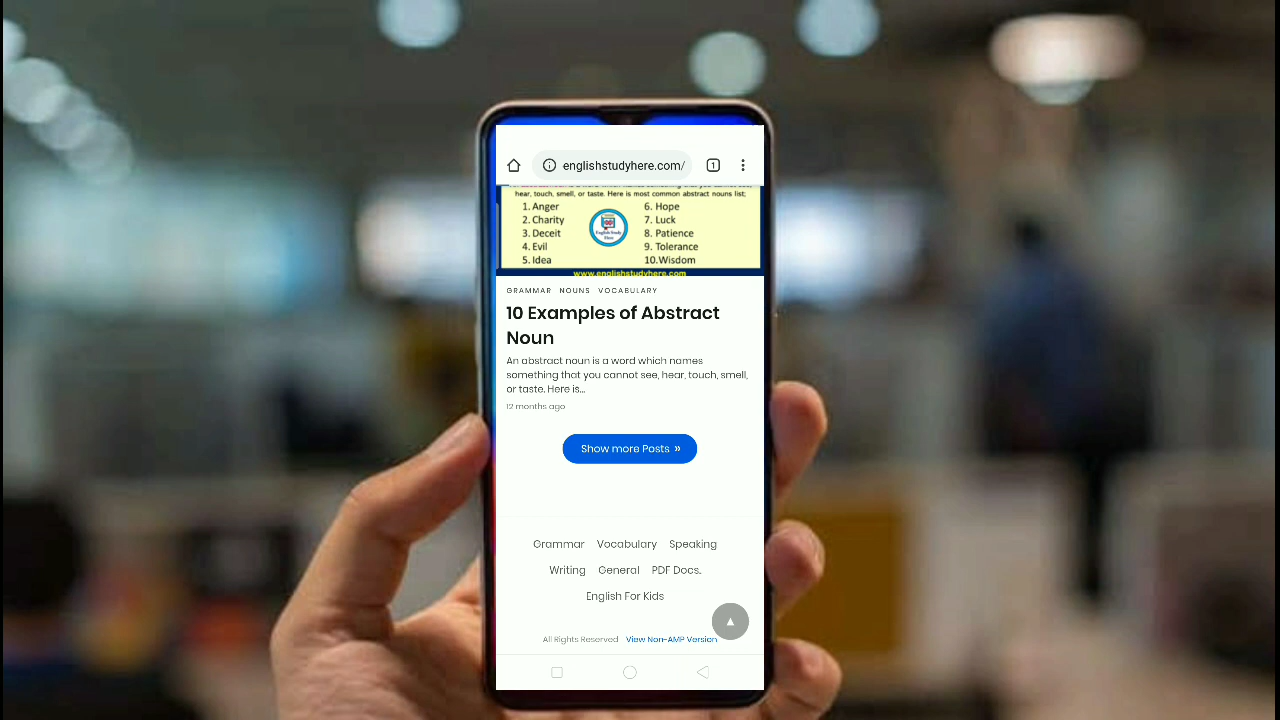 englishstudyhere.com/
hear, touch, smell, or taste. Here is most common abstract nouns list;
1. Anger
2. Charity
3. Deceit
4. Evil
5. Idea
6. Hope
7. Luck
8. Patience
9. Tolerance
10. Wisdom
English Study
Here
www.englishstudyhere.com
GRAMMAR NOUNS VOCABULARY
10 Examples of Abstract
Noun
An abstract noun is a word which names
something that you cannot see, hear, touch, smell,
or taste. Here is...
12 months ago
Show more Posts »
Grammar Vocabulary Speaking
Writing General PDF Docs.
English For Kids
All Rights Reserved View Non-AMP Version